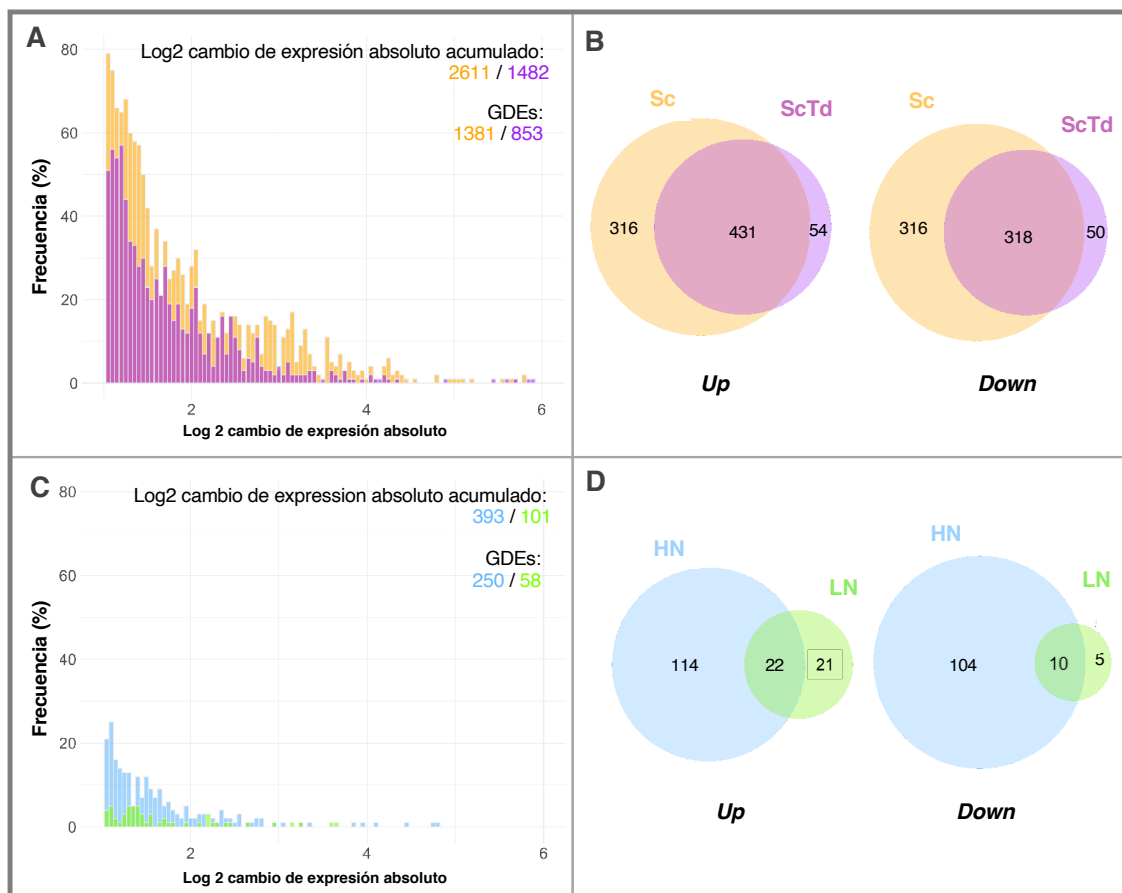 A
Log2 cambio de expresión absoluto acumulado:
2611 / 1482
GDEs:
1381 / 853
80
60
40
20
0
Frecuencia (%)
2
4
6
Log 2 cambio de expresión absoluto
B
Sc
ScTd
316
431
54
Up
Sc
ScTd
316
318
50
Down
C
Log2 cambio de expression absoluto acumulado:
393 / 101
GDEs:
250 / 58
80
60
40
20
0
Frecuencia (%)
2
4
6
Log 2 cambio de expresión absoluto
D
HN
LN
114
22
21
Up
HN
LN
104
10
5
Down